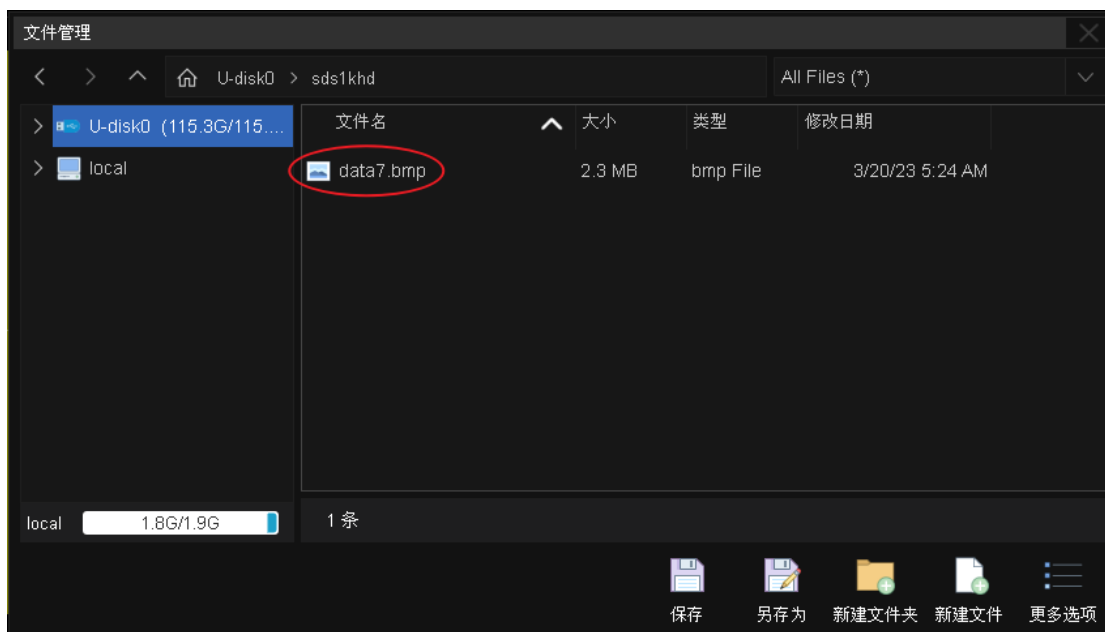 文件管理
U-disk0 > sds1khd
All Files (*)
U-disk0 (115.3G/115....
local
文件名 大小 类型 修改日期
data7.bmp 2.3 MB bmp File 3/20/23 5:24 AM
local 1.8G/1.9G
1 条
保存 另存为 新建文件夹 新建文件 更多选项